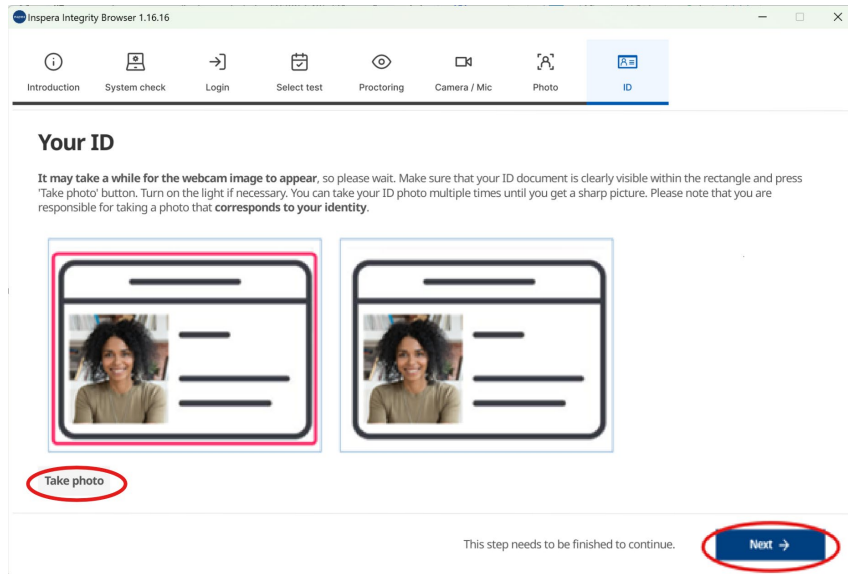 Inspera Integrity Browser 1.16.16
Introduction System check Login Select test Proctoring Camera / Mic Photo ID
Your ID
It may take a while for the webcam image to appear, so please wait. Make sure that your ID document is clearly visible within the rectangle and press
'Take photo' button. Turn on the light if necessary. You can take your ID photo multiple times until you get a sharp picture. Please note that you are
responsible for taking a photo that corresponds to your identity.
Take photo
This step needs to be finished to continue.
Next →